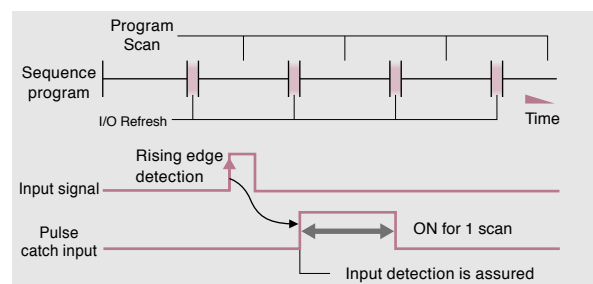 Program
Scan
Sequence
program
I/O Refresh
Time
Rising edge
detection
Input signal
Pulse
catch input
ON for 1 scan
Input detection is assured